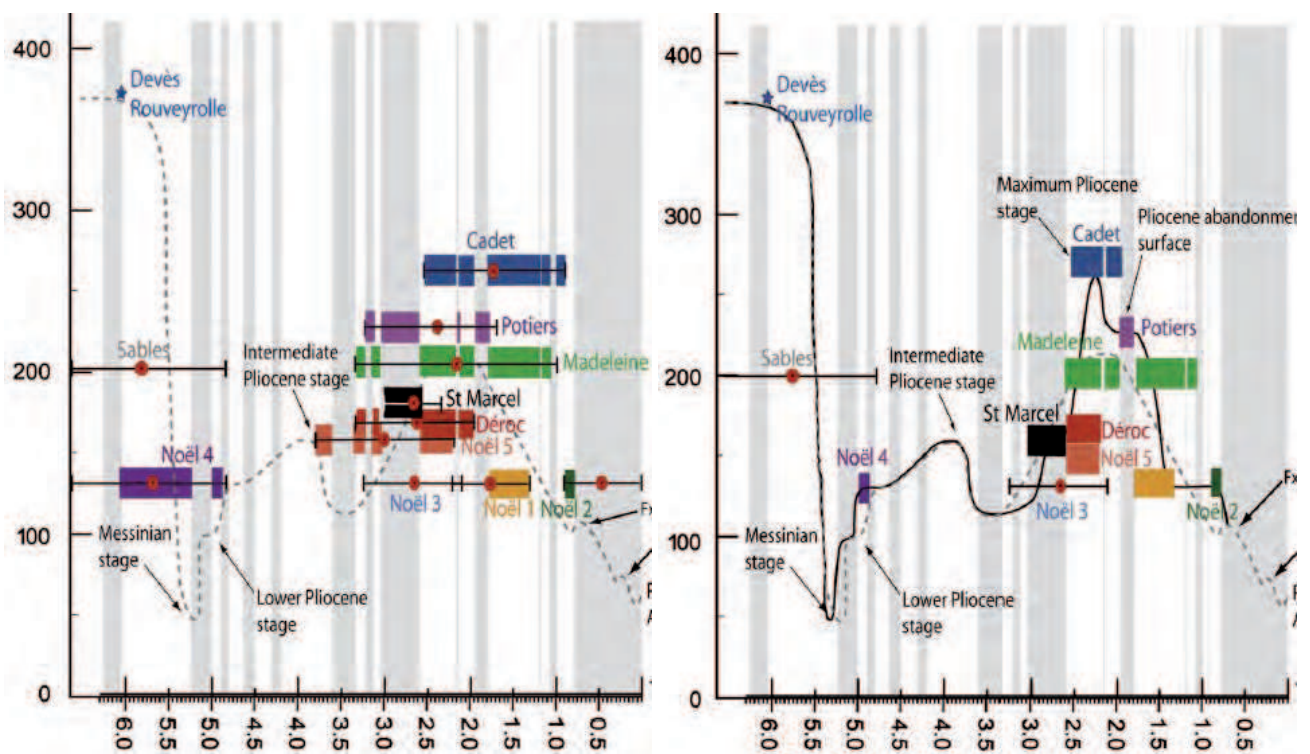 400
300
200
100
0
Devès
Rouveyrolle
Cadet
Potiers
Sables
Intermediate
Pliocene stage
Madeleine
St Marcel
Déroc
Noël 5
Noël 4
Noël 3
Noël 1
Noël 2
Messinian
stage
Lower Pliocene
stage
6.0
5.5
5.0
4.5
4.0
3.5
3.0
2.5
2.0
1.5
1.0
0.5
400
300
200
100
0
Devès
Rouveyrolle
Maximum Pliocene
stage
Pliocene abandonmen
surface
Cadet
Potiers
Madeleine
Sables
Intermediate
Pliocene stage
St Marcel
Déroc
Noël 5
Noël 4
Noël 3
Noël 2
Messinian
stage
Lower Pliocene
stage
6.0
5.5
5.0
4.5
4.0
3.5
3.0
2.5
2.0
1.5
1.0
0.5